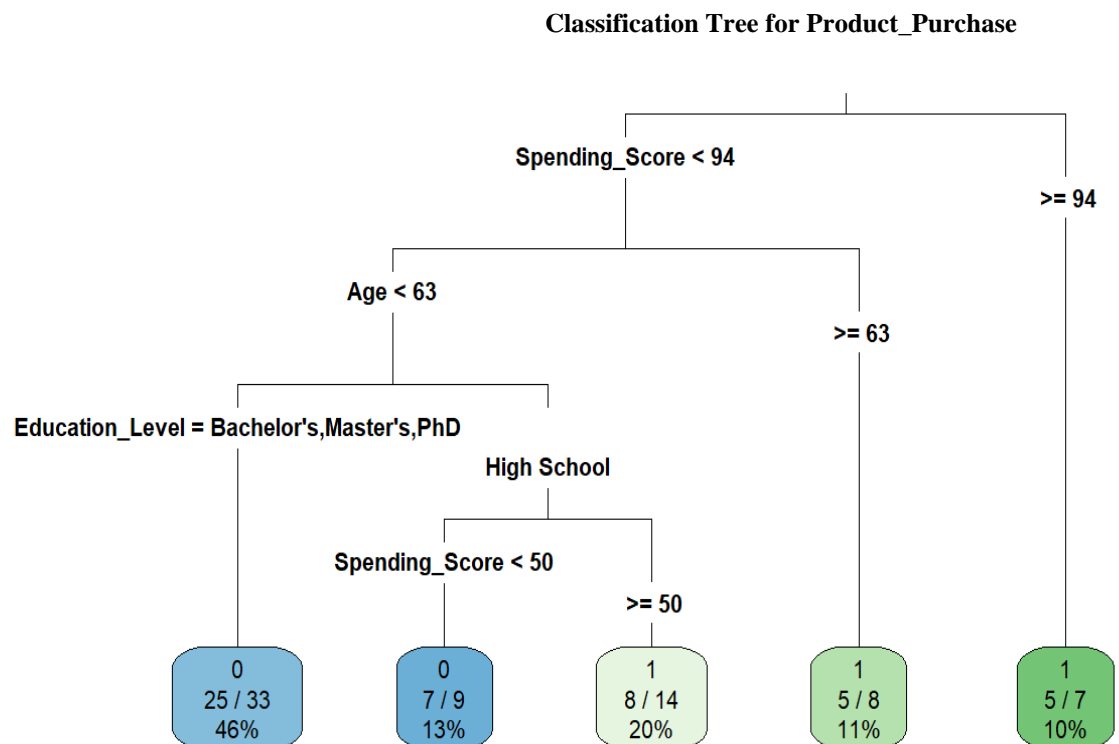 Classification Tree for Product_Purchase
Spending_Score < 94
>= 94
Age < 63
>= 63
Education_Level = Bachelor's,Master's,PhD
High School
Spending_Score < 50
>= 50
0
25 / 33
46%
0
7 / 9
13%
1
8 / 14
20%
1
5 / 8
11%
1
5 / 7
10%